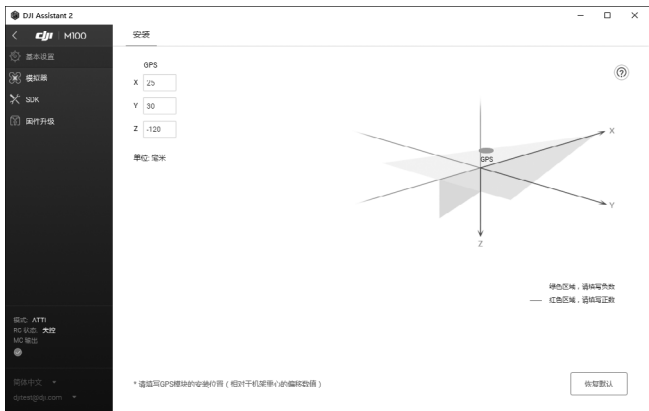 DJI Assistant 2
dji M100
安装
基本设置
模拟器
SDK
固件升级
GPS
X 25
Y 30
Z -120
单位: 毫米
X
GPS
Y
Z
绿色区域，请填写负数
红色区域，请填写正数
模式: ATTI
RC 状态: 失控
MC 输出
简体中文
djitest@dji.com
* 请填写GPS模块的安装位置（相对于机架重心的偏移数值）
恢复默认